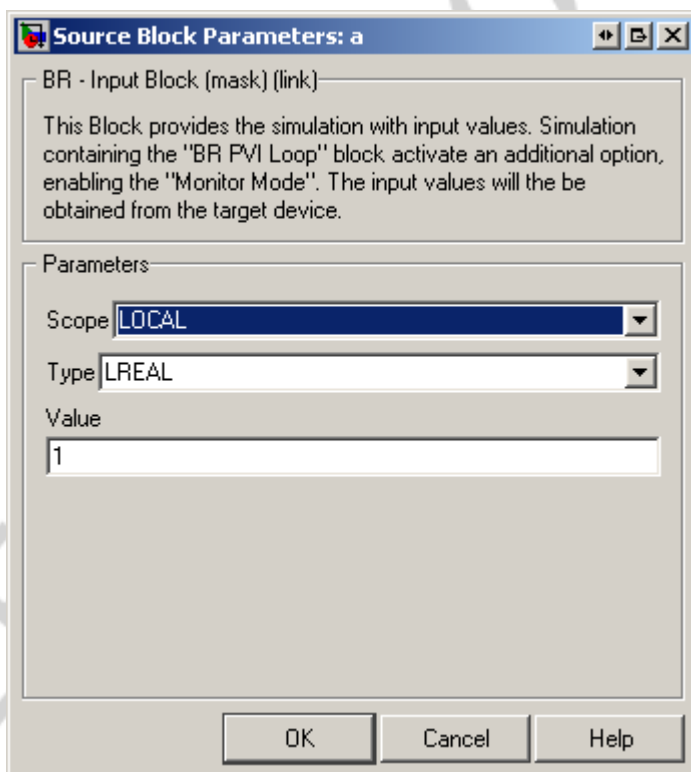 Source Block Parameters: a
BR - Input Block (mask) (link)
This Block provides the simulation with input values. Simulation
containing the "BR PVI Loop" block activate an additional option,
enabling the "Monitor Mode". The input values will the be
obtained from the target device.
Parameters
Scope LOCAL
Type LREAL
Value
1
OK Cancel Help